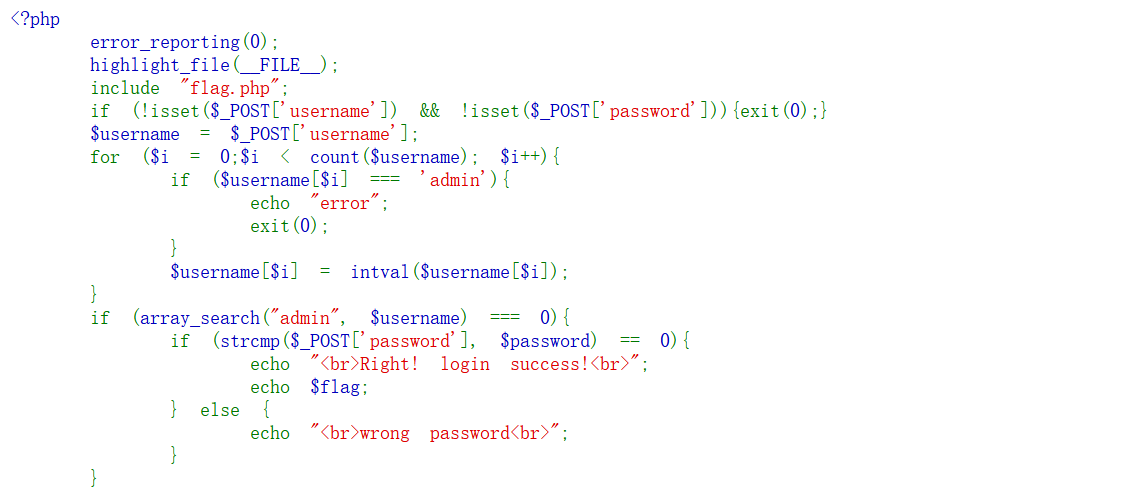 <?php
error_reporting(0);
highlight_file(__FILE__);
include "flag.php";
if (!isset($_POST['username']) && !isset($_POST['password'])){exit(0);}
$username = $_POST['username'];
for ($i = 0;$i < count($username); $i++){
if ($username[$i] === 'admin'){
echo "error";
exit(0);
}
$username[$i] = intval($username[$i]);
}
if (array_search("admin", $username) === 0){
if (strcmp($_POST['password'], $password) == 0){
echo "<br>Right! login success!<br>";
echo $flag;
} else {
echo "<br>wrong password<br>";
}
}